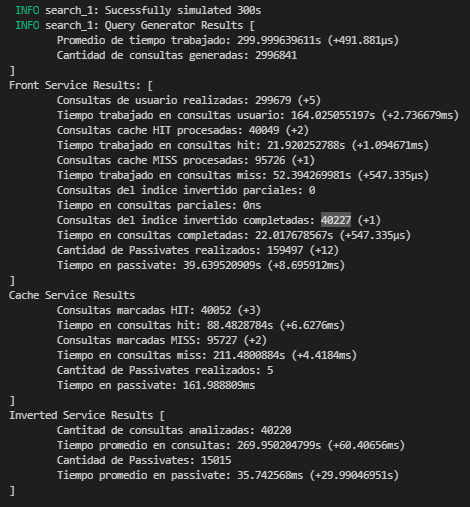 INFO search_1: Sucessfully simulated 300s
INFO search_1: Query Generator Results [
Promedio de tiempo trabajado: 299.999639611s (+491.881µs)
Cantidad de consultas generadas: 2996841
]
Front Service Results: [
Consultas de usuario realizadas: 299679 (+5)
Tiempo trabajado en consultas usuario: 164.025055197s (+2.736679ms)
Consultas cache HIT procesadas: 40049 (+2)
Tiempo trabajado en consultas hit: 21.920252788s (+1.094671ms)
Consultas cache MISS procesadas: 95726 (+1)
Tiempo trabajado en consultas miss: 52.394269981s (+547.335µs)
Consultas del indice invertido parciales: 0
Tiempo en consultas parciales: 0ns
Consultas del indice invertido completadas: 40227 (+1)
Tiempo en consultas completadas: 22.017678567s (+547.335µs)
Cantidad de Passivates realizados: 159497 (+12)
Tiempo en passivate: 39.639520909s (+8.695912ms)
]
Cache Service Results
Consultas marcadas HIT: 40052 (+3)
Tiempo en consultas hit: 88.4828784s (+6.6276ms)
Consultas marcadas MISS: 95727 (+2)
Tiempo en consultas miss: 211.4800884s (+4.4184ms)
Cantidad de Passivates realizados: 5
Tiempo en passivate: 161.988809ms
]
Inverted Service Results [
Cantitad de consultas analizadas: 40220
Tiempo promedio en consultas: 269.950204799s (+60.40656ms)
Cantidad de Passivates: 15015
Tiempo promedio en passivate: 35.742568ms (+29.99046951s)
]